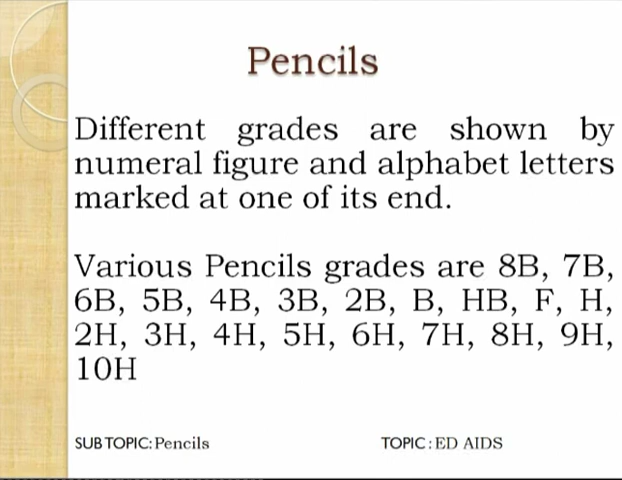 Pencils
Different grades are shown by
numeral figure and alphabet letters
marked at one of its end.
Various Pencils grades are 8B, 7B,
6B, 5B, 4B, 3B, 2B, B, HB, F, H,
2H, 3H, 4H, 5H, 6H, 7H, 8H, 9H,
10H
SUB TOPIC: Pencils TOPIC : ED AIDS